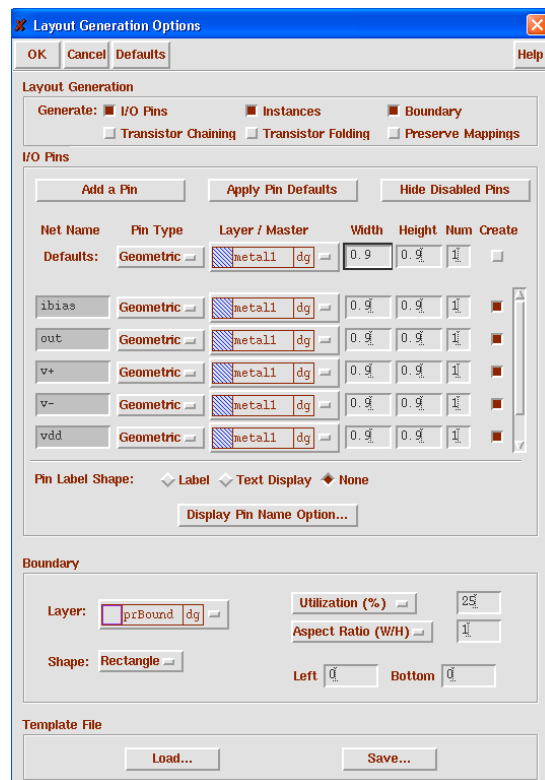 Layout Generation Options
OK Cancel Defaults Help
Layout Generation
Generate: I/O Pins Instances Boundary
Transistor Chaining Transistor Folding Preserve Mappings
I/O Pins
Add a Pin Apply Pin Defaults Hide Disabled Pins
Net Name Pin Type Layer / Master Width Height Num Create
Defaults: Geometric metal1 dg 0.9 0.9 1
ibias Geometric metal1 dg 0.9 0.9 1
out Geometric metal1 dg 0.9 0.9 1
v+ Geometric metal1 dg 0.9 0.9 1
v- Geometric metal1 dg 0.9 0.9 1
vdd Geometric metal1 dg 0.9 0.9 1
Pin Label Shape: Label Text Display None
Display Pin Name Option...
Boundary
Layer: prBound dg Utilization (%) 25
Aspect Ratio (W/H) 1
Shape: Rectangle
Left 0 Bottom 0
Template File
Load... Save...